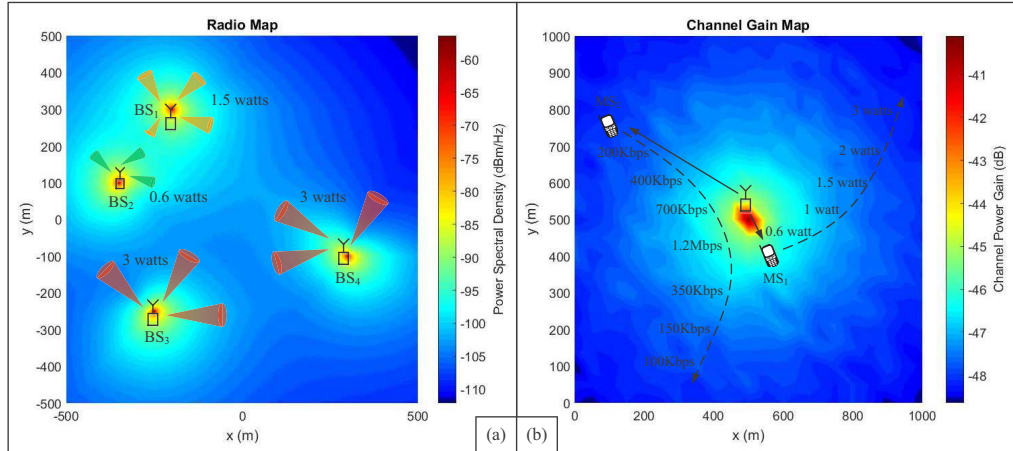 Radio Map
500
400
300
200
100
0
-100
-200
-300
-400
-500
y (m)
-500
0
500
x (m)
BS1
1.5 watts
BS2
0.6 watts
3 watts
BS4
3 watts
BS3
-60
-65
-70
-75
-80
-85
-90
-95
-100
-105
-110
Power Spectral Density (dBm/Hz)
(a)
(b)
Channel Gain Map
1000
900
800
700
600
500
400
300
200
100
0
y (m)
0
200
400
600
800
1000
x (m)
200Kbps
400Kbps
700Kbps
1.2Mbps
350Kbps
150Kbps
100Kbps
3 watts
2 watts
1.5 watts
1 watt
0.6 watt
MS1
-41
-42
-43
-44
-45
-46
-47
-48
Channel Power Gain (dB)